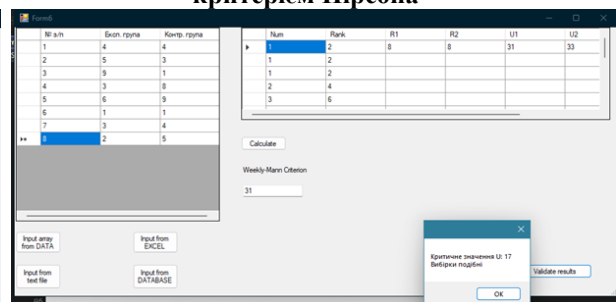 критерієм Пірсона
Form6
№ з/п Експ. група Контр. група
1 4 4
2 5 3
3 9 1
4 3 8
5 6 9
6 1 1
7 3 4
8 2 5
Num Rank R1 R2 U1 U2
1 2 8 8 31 33
1 2
1 2
2 4
3 6
Calculate
Weekly-Mann Criterion
31
Input array
from DATA
Input from
EXCEL
Input from
text file
Input from
DATABASE
Критичне значення U: 17
Вибірки подібні
OK
Validate results